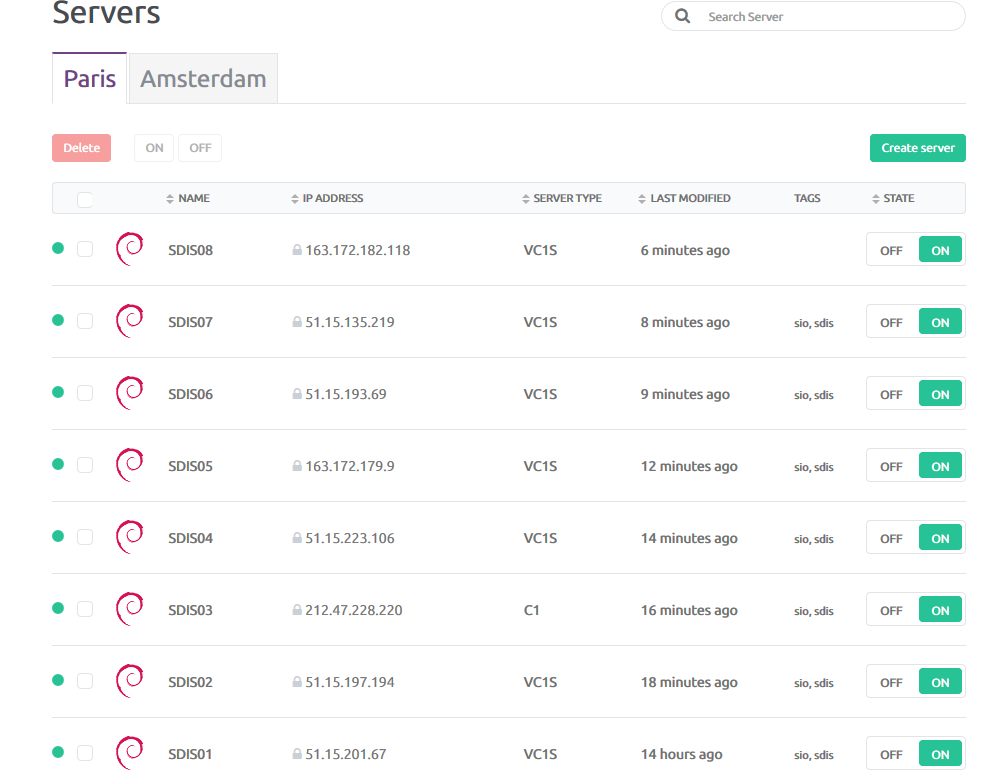 Servers
Search Server
Paris Amsterdam
Delete ON OFF Create server
NAME IP ADDRESS SERVER TYPE LAST MODIFIED TAGS STATE
SDIS08 163.172.182.118 VC1S 6 minutes ago OFF ON
SDIS07 51.15.135.219 VC1S 8 minutes ago sio, sdis OFF ON
SDIS06 51.15.193.69 VC1S 9 minutes ago sio, sdis OFF ON
SDIS05 163.172.179.9 VC1S 12 minutes ago sio, sdis OFF ON
SDIS04 51.15.223.106 VC1S 14 minutes ago sio, sdis OFF ON
SDIS03 212.47.228.220 C1 16 minutes ago sio, sdis OFF ON
SDIS02 51.15.197.194 VC1S 18 minutes ago sio, sdis OFF ON
SDIS01 51.15.201.67 VC1S 14 hours ago sio, sdis OFF ON